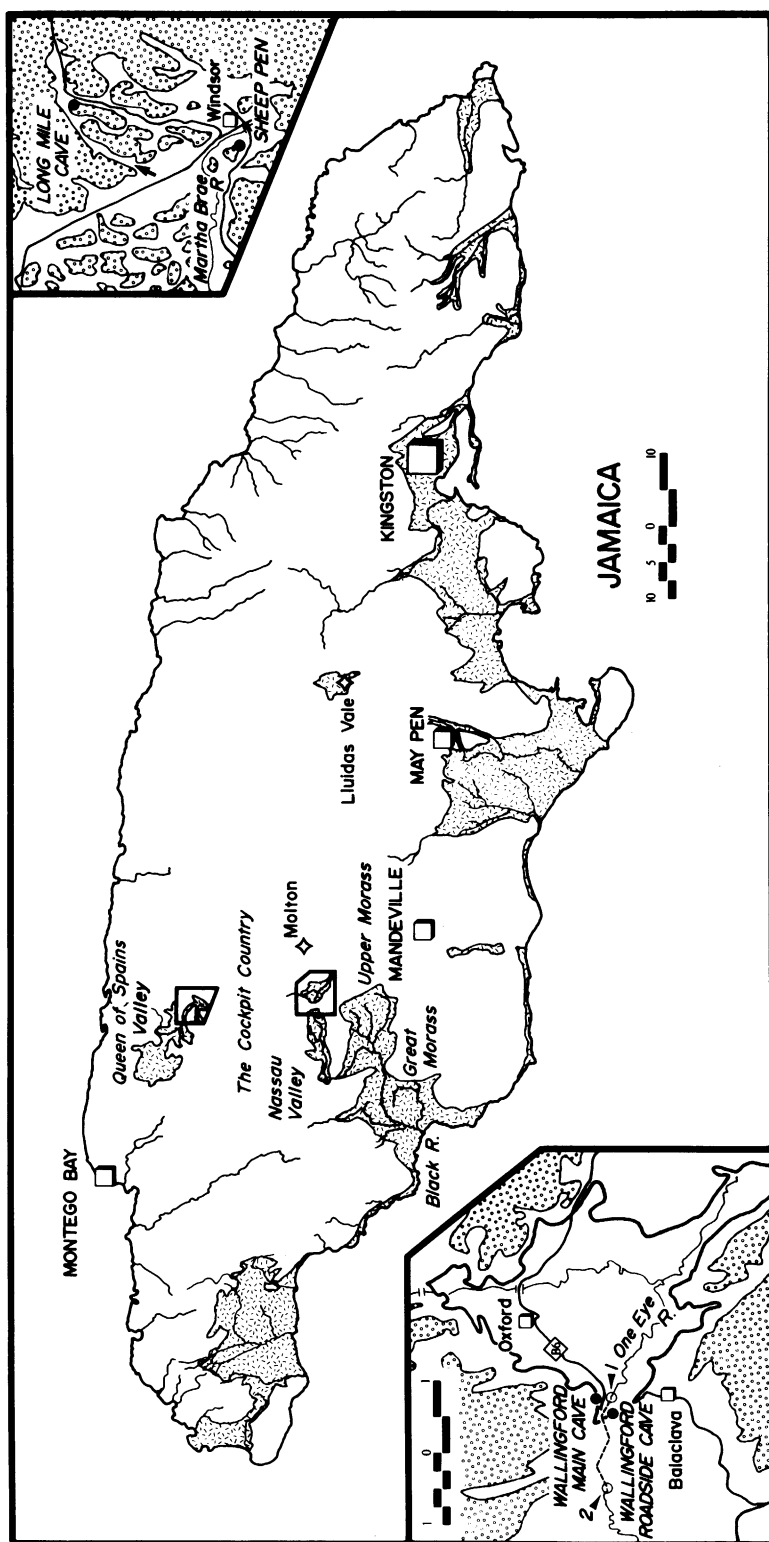 MONTEGO BAY
Queen of Spains
Valley
The Cockpit Country
Nassau
Valley
Molton
Upper Morass
Great
Morass
Black R.
MANDEVILLE
Lluidas Vale
MAY PEN
KINGSTON
JAMAICA
10 5 0 10
LONG MILE
CAVE
Windsor
Martha Brae
R
SHEEP PEN
1 0 1
Oxford
B6
WALLINGFORD
MAIN CAVE
1 One Eye
R.
2
WALLINGFORD
ROADSIDE CAVE
Balaclava